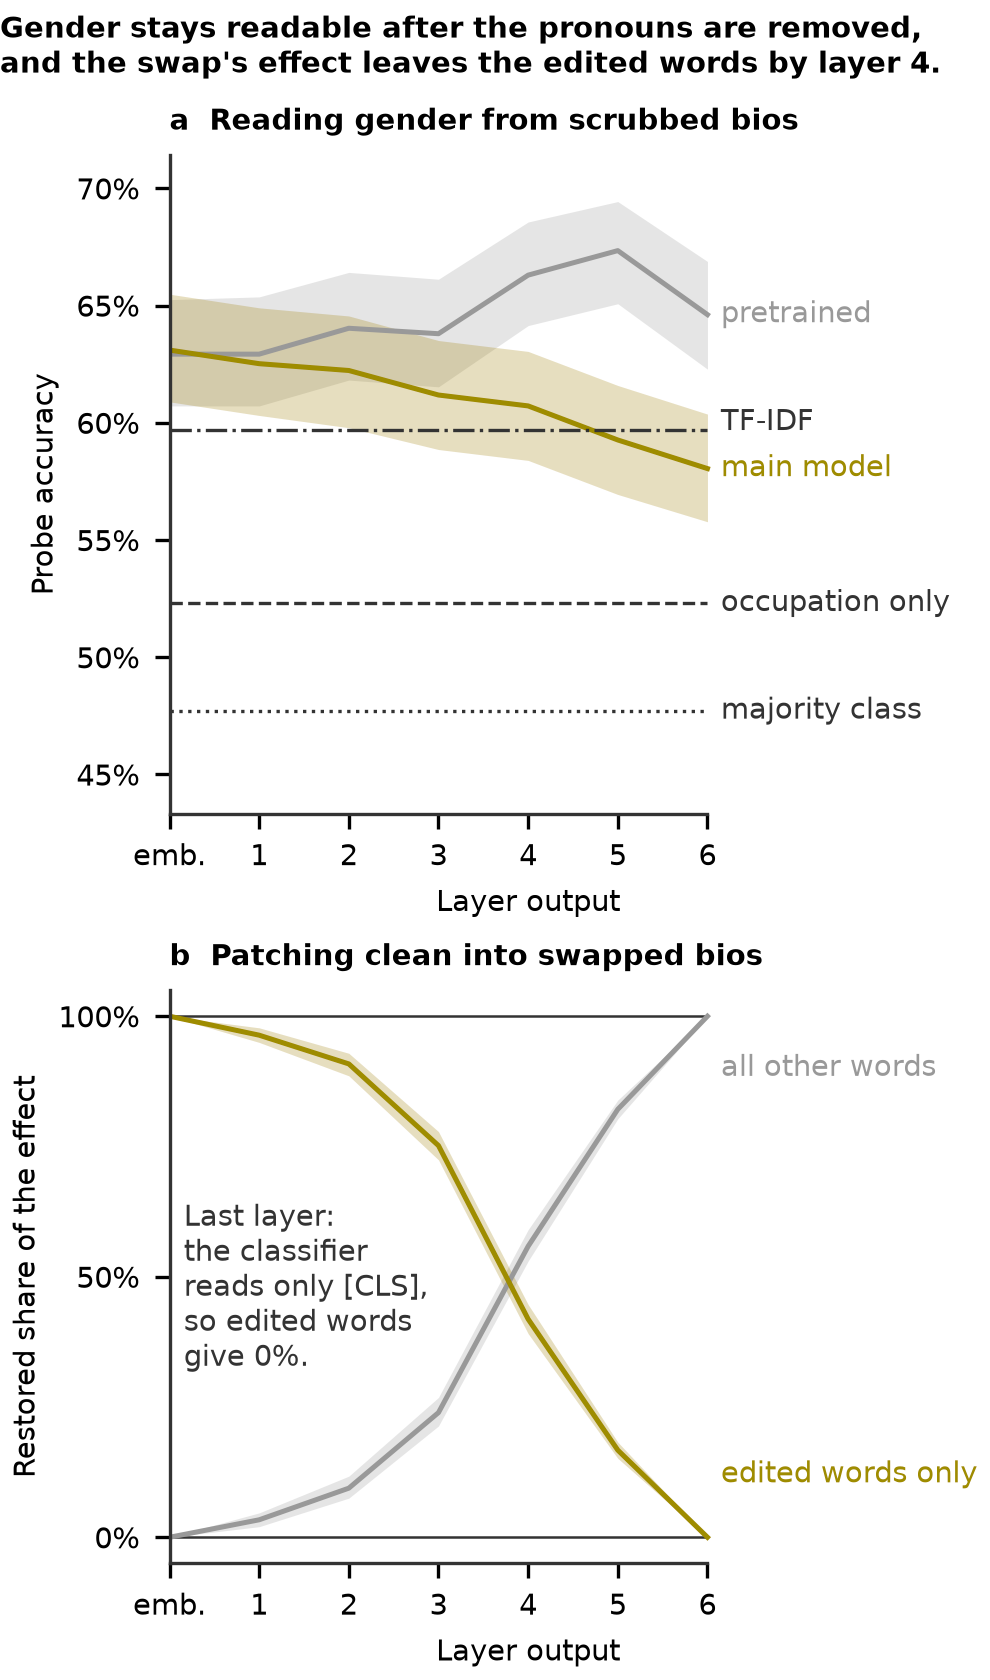 Gender stays readable after the pronouns are removed,
and the swap's effect leaves the edited words by layer 4.
a Reading gender from scrubbed bios
70%
65%
60%
55%
50%
45%
Probe accuracy
pretrained
TF-IDF
main model
occupation only
majority class
emb. 1 2 3 4 5 6
Layer output
b Patching clean into swapped bios
100%
50%
0%
Restored share of the effect
all other words
Last layer:
the classifier
reads only [CLS],
so edited words
give 0%.
edited words only
emb. 1 2 3 4 5 6
Layer output